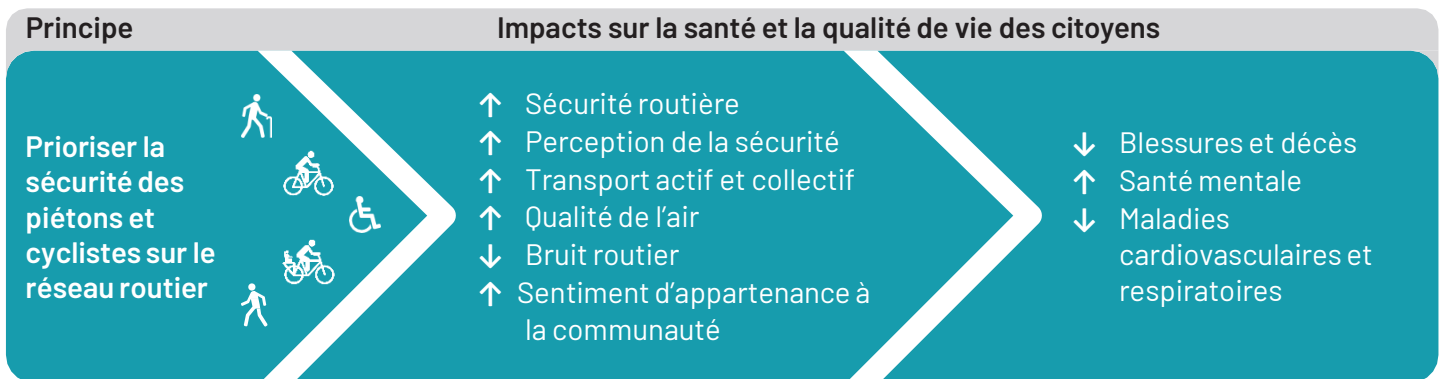 Principe
Impacts sur la santé et la qualité de vie des citoyens
Prioriser la
sécurité des
piétons et
cyclistes sur le
réseau routier
↑ Sécurité routière
↑ Perception de la sécurité
↑ Transport actif et collectif
↑ Qualité de l’air
↓ Bruit routier
↑ Sentiment d’appartenance à
la communauté
↓ Blessures et décès
↑ Santé mentale
↓ Maladies
cardiovasculaires et
respiratoires